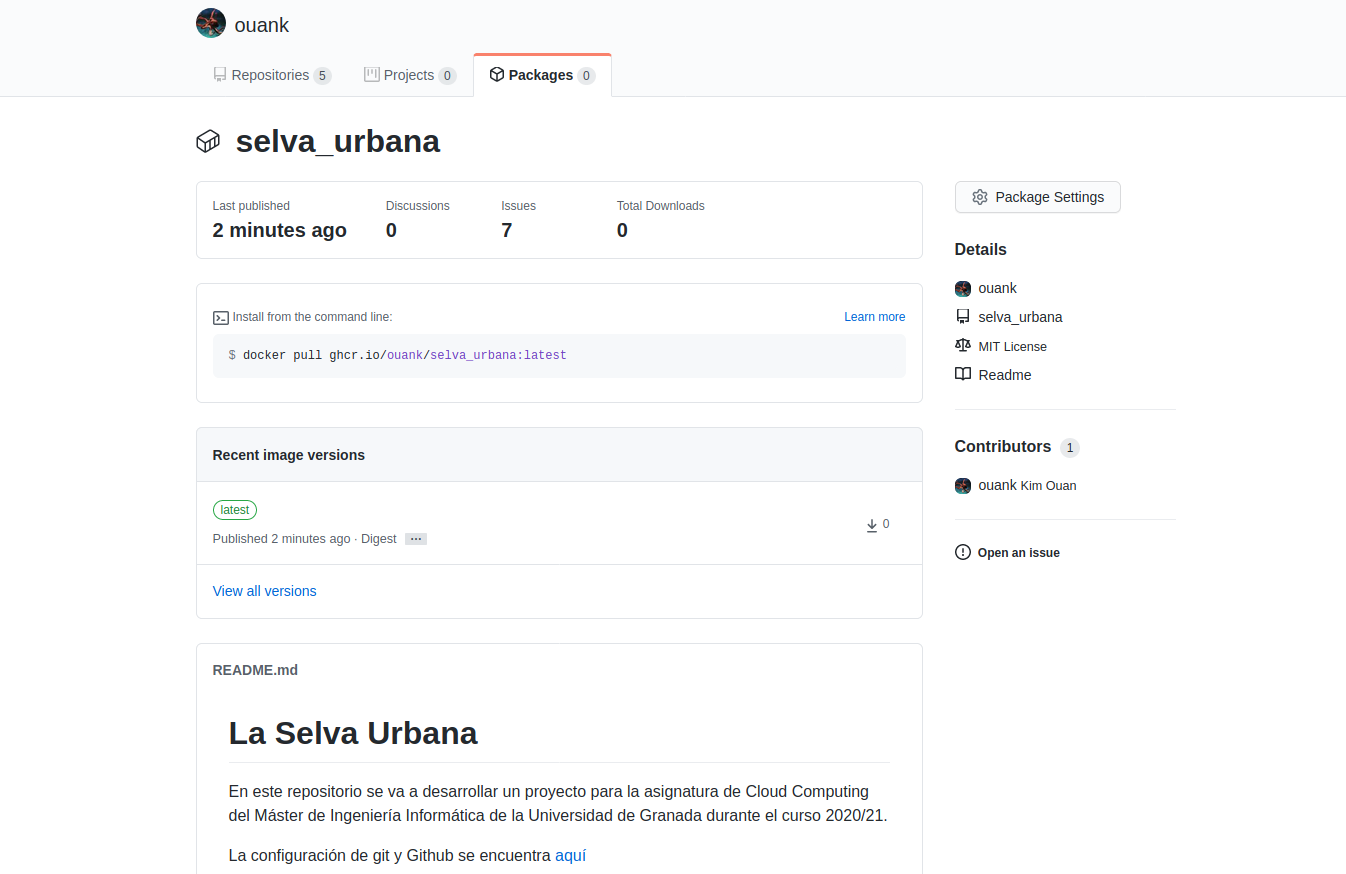 ouank
Repositories 5 Projects 0 Packages 0
selva_urbana
Last published Discussions Issues Total Downloads
2 minutes ago 0 7 0
Install from the command line: Learn more
$ docker pull ghcr.io/ouank/selva_urbana:latest
Recent image versions
latest
Published 2 minutes ago · Digest ···
0
View all versions
README.md
La Selva Urbana
En este repositorio se va a desarrollar un proyecto para la asignatura de Cloud Computing
del Máster de Ingeniería Informática de la Universidad de Granada durante el curso 2020/21.
La configuración de git y Github se encuentra aquí
Package Settings
Details
ouank
selva_urbana
MIT License
Readme
Contributors 1
ouank Kim Ouan
Open an issue